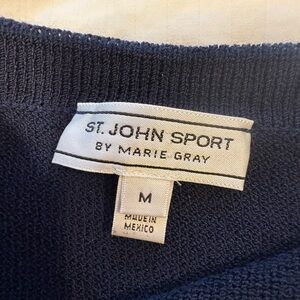 ST. JOHN SPORT
BY MARIE GRAY
M
MADE IN
MEXICO